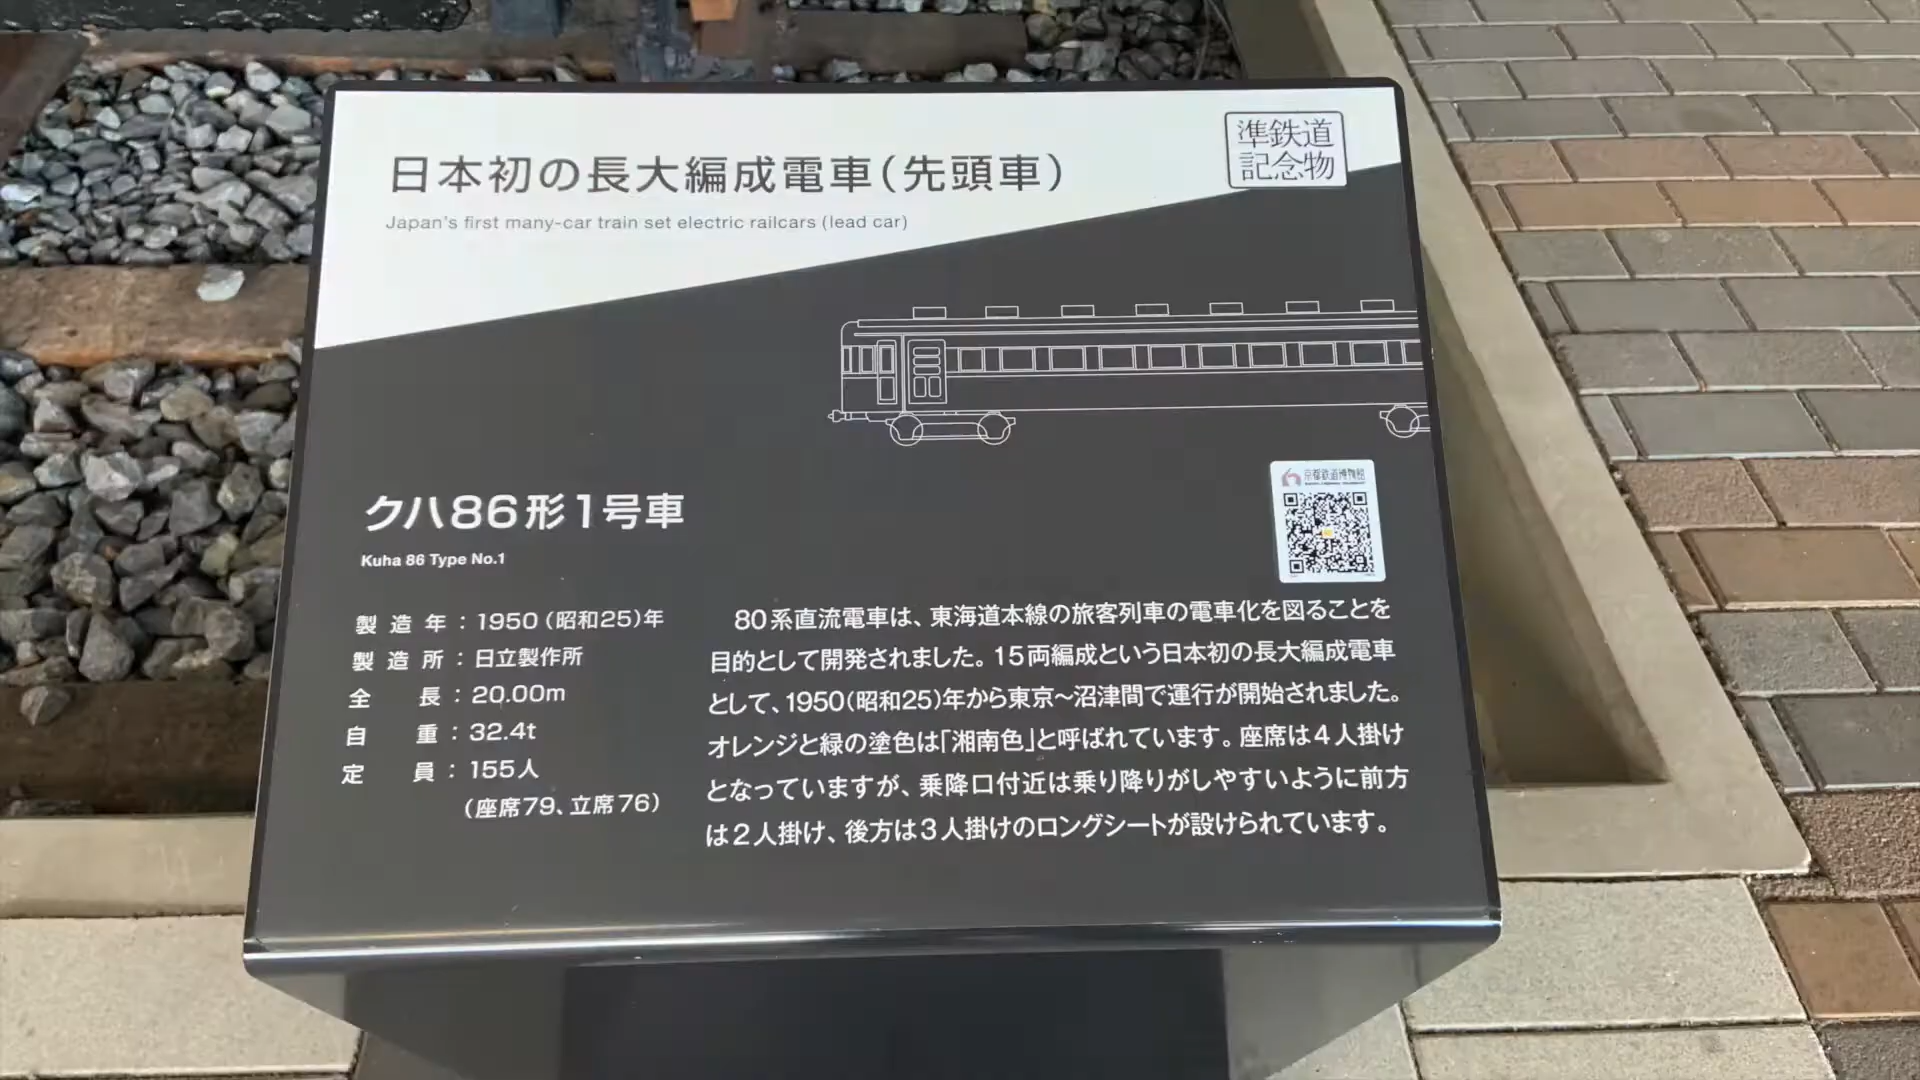 日本初の長大編成電車(先頭車)
Japan's first many-car train set electric railcars (lead car)
準鉄道
記念物
京都鉄道博物館
クハ86形1号車
Kuha 86 Type No.1
製造年:1950(昭和25)年
製造所:日立製作所
全長:20.00m
自重:32.4t
定員:155人
(座席79、立席76)
80系直流電車は、東海道本線の旅客列車の電車化を図ることを
目的として開発されました。15両編成という日本初の長大編成電車
として、1950(昭和25)年から東京～沼津間で運行が開始されました。
オレンジと緑の塗色は「湘南色」と呼ばれています。座席は4人掛け
となっていますが、乗降口付近は乗り降りがしやすいように前方
は2人掛け、後方は3人掛けのロングシートが設けられています。